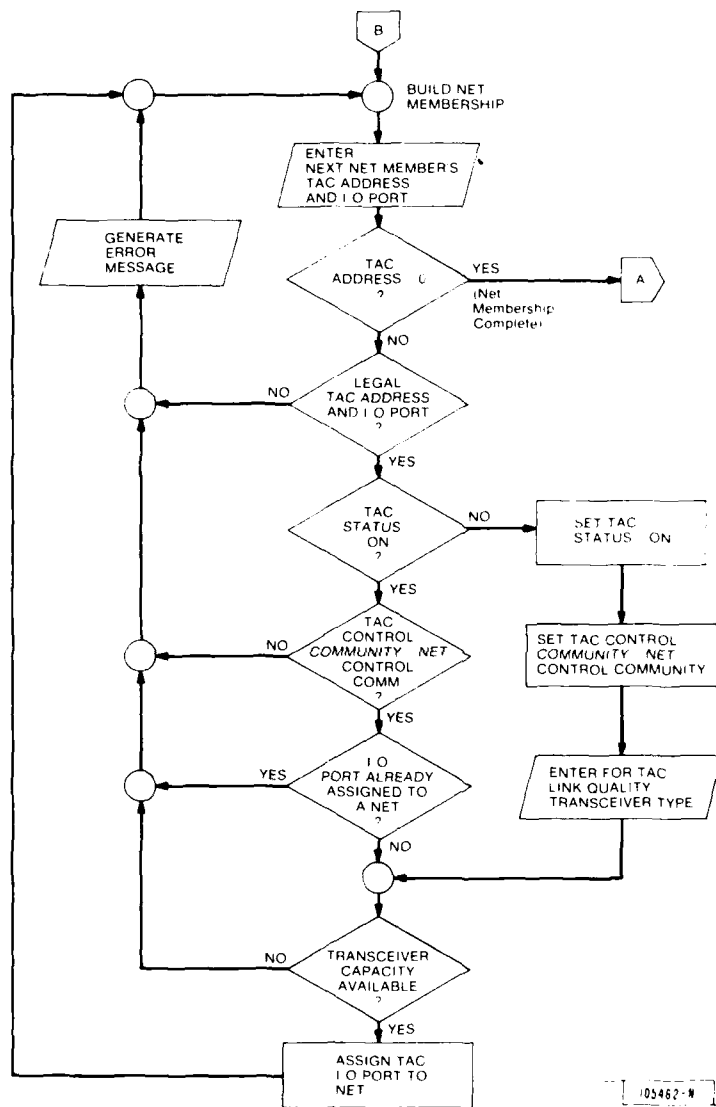 B
BUILD NET
MEMBERSHIP
ENTER
NEXT NET MEMBER'S
TAC ADDRESS
AND I O PORT
GENERATE
ERROR
MESSAGE
TAC
ADDRESS 0
?
YES
(Net
Membership
Complete)
A
NO
LEGAL
TAC ADDRESS
AND I O PORT
?
NO
YES
TAC
STATUS
ON
?
NO
SET TAC
STATUS ON
YES
TAC
CONTROL
COMMUNITY NET
CONTROL
COMM
?
NO
SET TAC CONTROL
COMMUNITY NET
CONTROL COMMUNITY
YES
I O
PORT ALREADY
ASSIGNED TO
A NET
?
YES
ENTER FOR TAC
LINK QUALITY
TRANSCEIVER TYPE
NO
TRANSCEIVER
CAPACITY
AVAILABLE
?
NO
YES
ASSIGN TAC
I O PORT TO
NET
105462-N